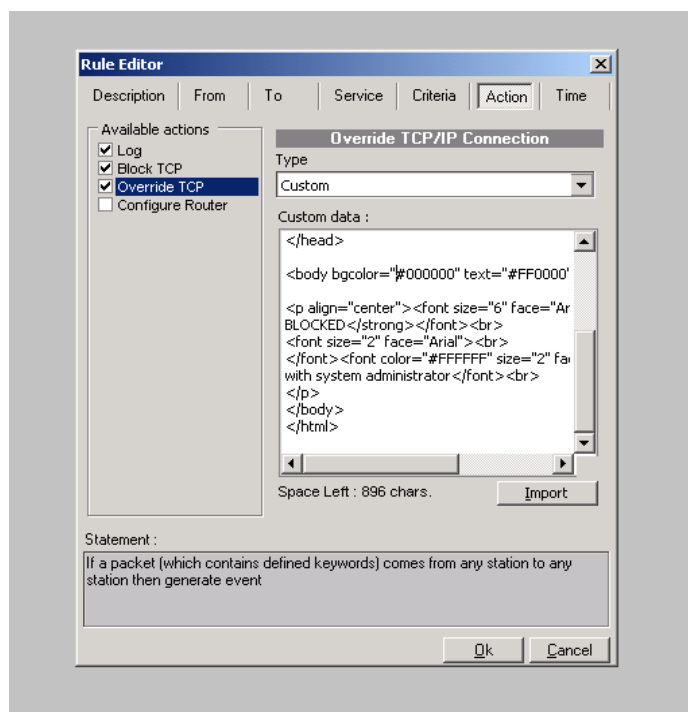 Rule Editor
Description From To Service Criteria Action Time
Available actions
Log
Block TCP
Override TCP
Configure Router
Override TCP/IP Connection
Type
Custom
Custom data :
</head>
<body bgcolor="#000000" text="#FF0000"
<p align="center"><font size="6" face="Ar
BLOCKED</strong></font><br>
<font size="2" face="Arial"><br>
</font><font color="#FFFFFF" size="2" fa
with system administrator</font><br>
</p>
</body>
</html>
Space Left : 896 chars.
Import
Statement :
If a packet (which contains defined keywords) comes from any station to any
station then generate event
Ok Cancel